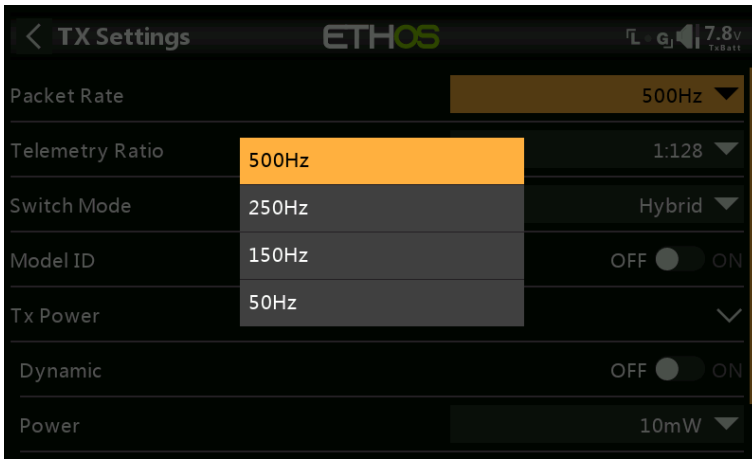 TX Settings ETHOS L G 7.8V
TxBatt
Packet Rate 500Hz
Telemetry Ratio 1:128
500Hz
Switch Mode Hybrid
250Hz
Model ID OFF ON
150Hz
Tx Power
50Hz
Dynamic OFF ON
Power 10mW